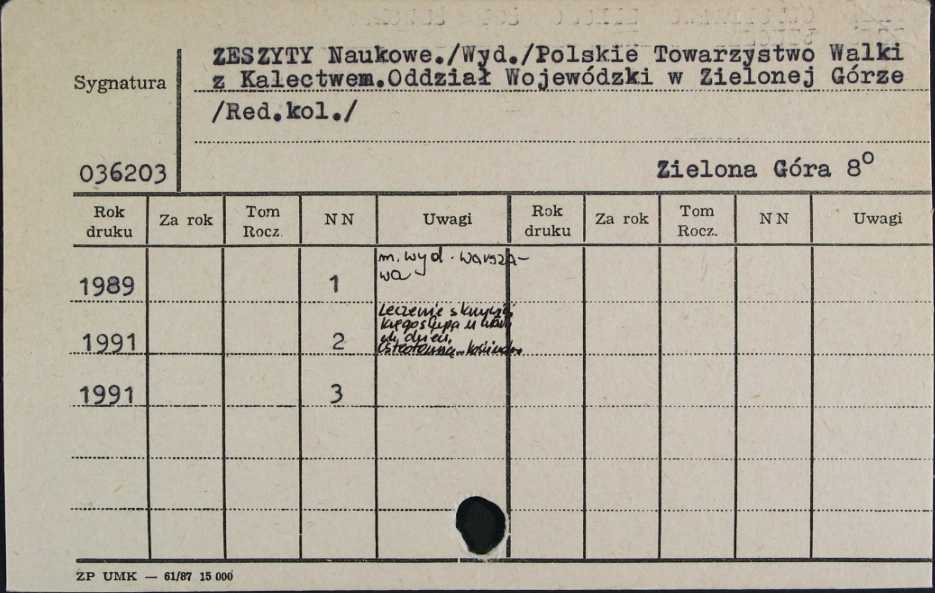 ZESZYTY Naukowe./Wyd./Polskie Towarzystwo Walki
z Kalectwem.Oddział Wojewódzki w Zielonej Górze
/Red.kol./
Sygnatura
036203
Zielona Góra 8º
Rok druku Za rok Tom Rocz. NN Uwagi Rok druku Za rok Tom Rocz. NN Uwagi
m. wyd. Warsza-
wa
1989 1
Leczenie skrzyw.
kręgosłupa u
dzieci
1991 2
1991 3
ZP UMK — 61/87 15 000